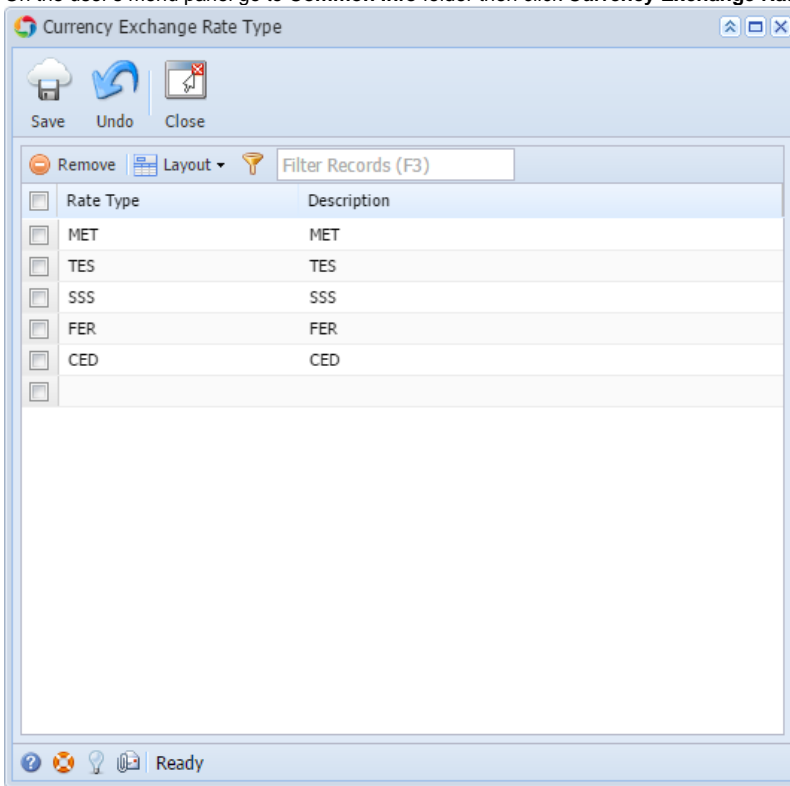 Currency Exchange Rate Type
Save Undo Close
Remove Layout Filter Records (F3)
Rate Type Description
MET MET
TES TES
SSS SSS
FER FER
CED CED
Ready